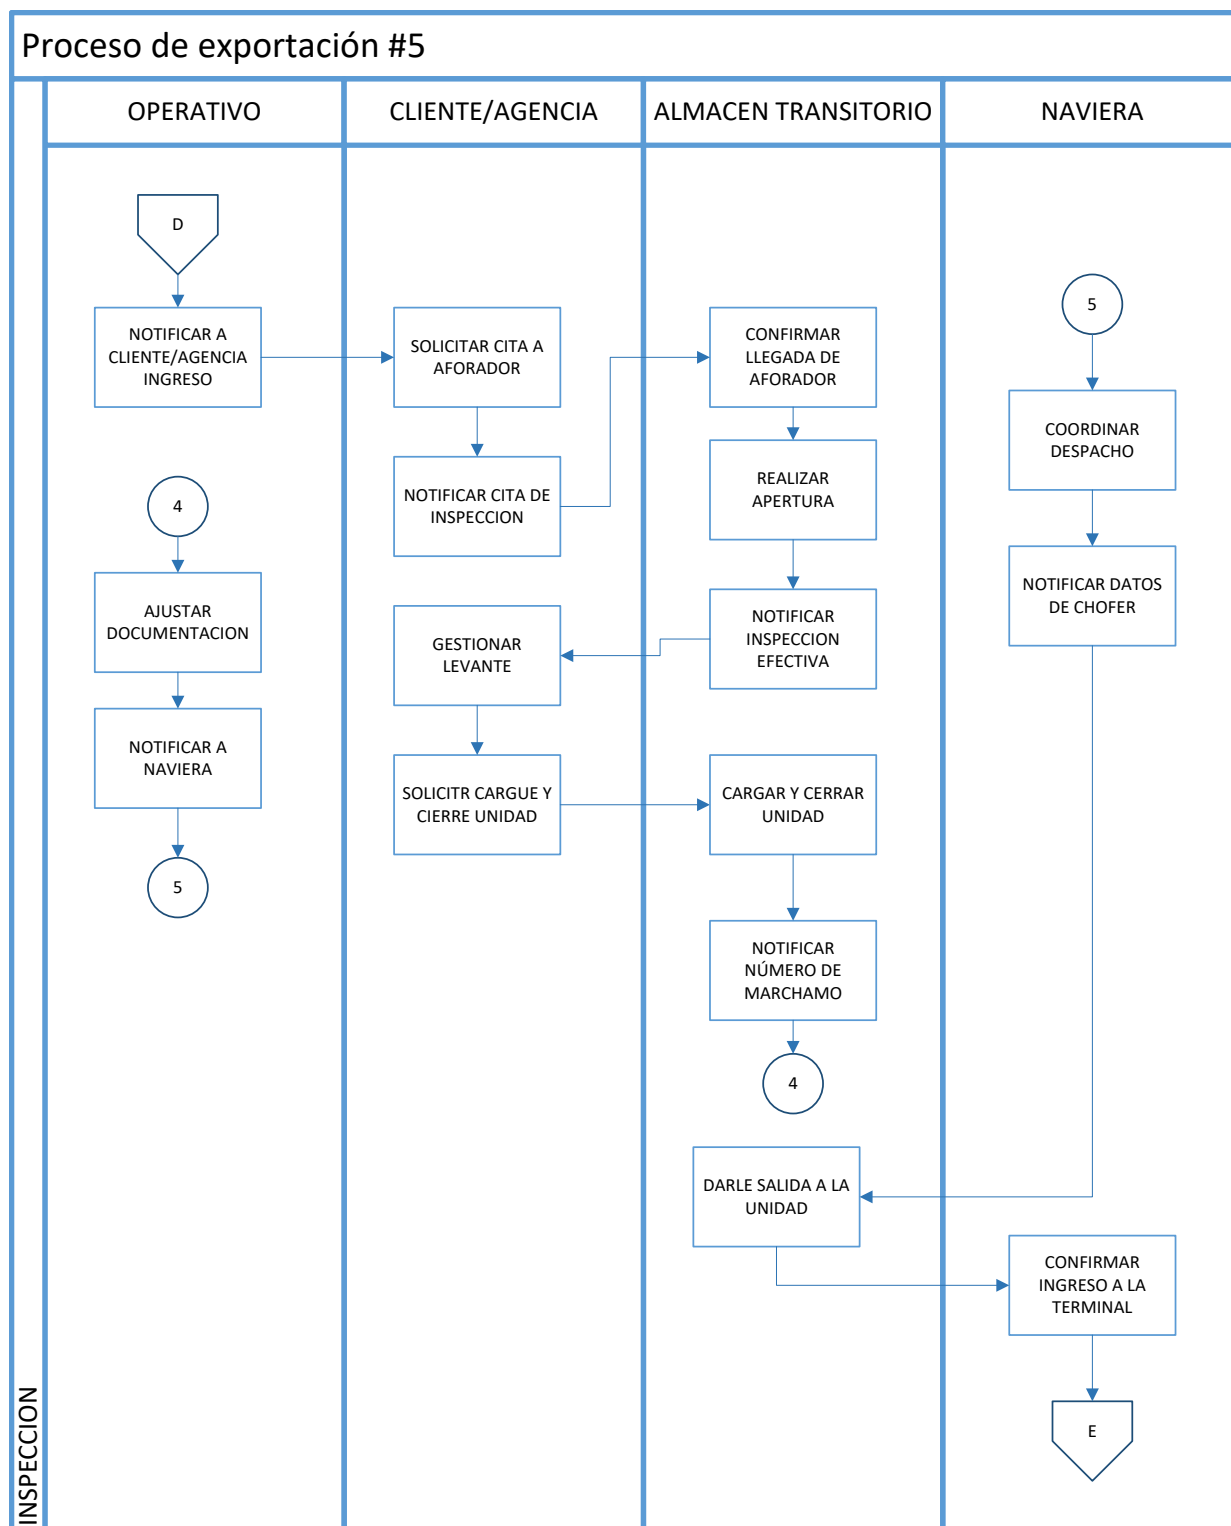 Proceso de exportación #5
OPERATIVO
CLIENTE/AGENCIA
ALMACEN TRANSITORIO
NAVIERA
D
NOTIFICAR A
CLIENTE/AGENCIA
INGRESO
4
AJUSTAR
DOCUMENTACION
NOTIFICAR A
NAVIERA
5
SOLICITAR CITA A
AFORADOR
NOTIFICAR CITA DE
INSPECCION
GESTIONAR
LEVANTE
SOLICITR CARGUE Y
CIERRE UNIDAD
CONFIRMAR
LLEGADA DE
AFORADOR
REALIZAR
APERTURA
NOTIFICAR
INSPECCION
EFECTIVA
CARGAR Y CERRAR
UNIDAD
NOTIFICAR
NÚMERO DE
MARCHAMO
4
DARLE SALIDA A LA
UNIDAD
5
COORDINAR
DESPACHO
NOTIFICAR DATOS
DE CHOFER
CONFIRMAR
INGRESO A LA
TERMINAL
E
INSPECCION